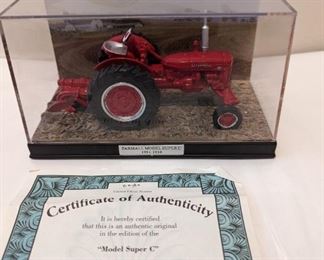 FARMALL MODEL SUPER C
1951-1954
Certificate of Authenticity
It is hereby certified
that this is an authentic original
in the edition of the
"Model Super C"